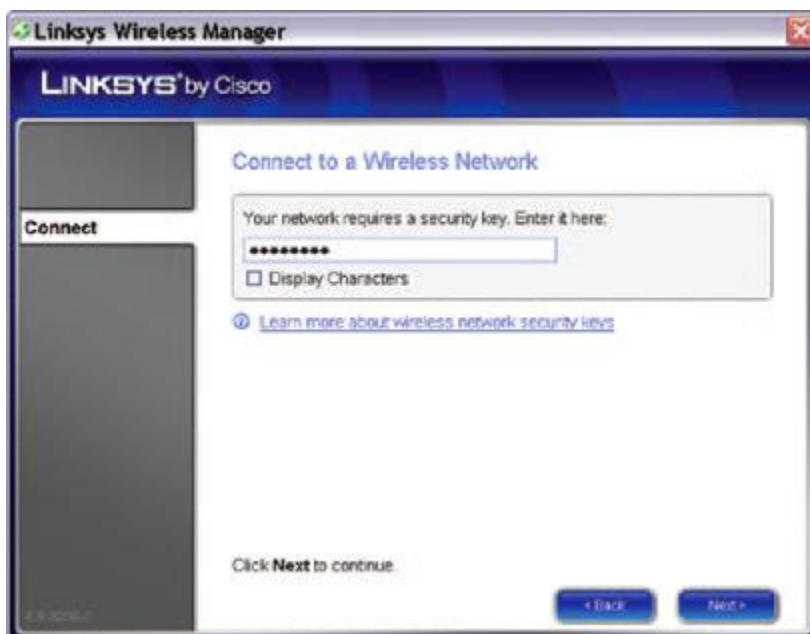 Linksys Wireless Manager
LINKSYS® by Cisco
Connect to a Wireless Network
Connect
Your network requires a security key. Enter it here:
••••••••
Display Characters
Learn more about wireless network security keys
Click Next to continue.
< Back
Next >